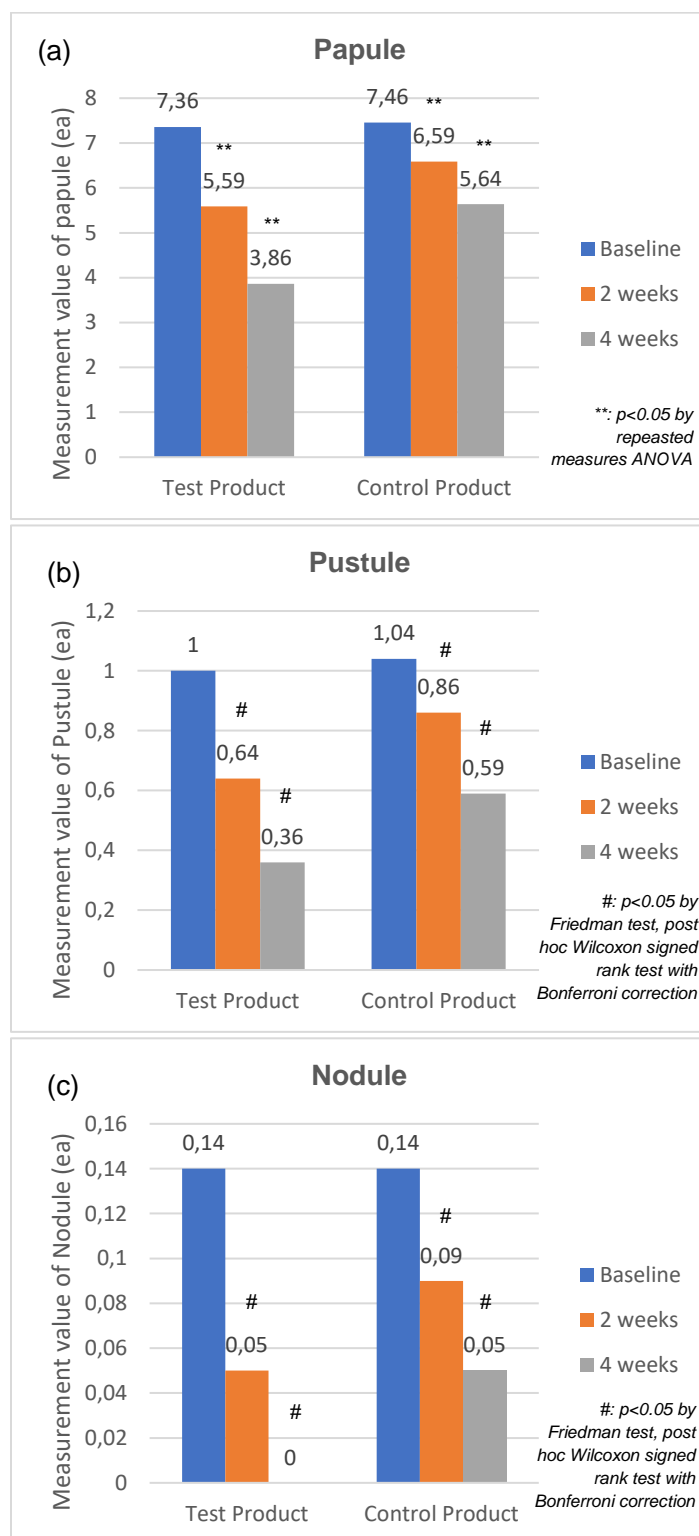 (a)
Papule
Measurement value of papule (ea)
8
7
6
5
4
3
2
1
0
7,36
**
5,59
**
3,86
7,46
**
6,59
**
5,64
Test Product
Control Product
Baseline
2 weeks
4 weeks
**: p<0.05 by
repeasted
measures ANOVA
(b)
Pustule
Measurement value of Pustule (ea)
1,2
1
0,8
0,6
0,4
0,2
0
1
#
0,64
#
0,36
1,04
#
0,86
#
0,59
Test Product
Control Product
Baseline
2 weeks
4 weeks
#: p<0.05 by
Friedman test, post
hoc Wilcoxon signed
rank test with
Bonferroni correction
(c)
Nodule
Measurement value of Nodule (ea)
0,16
0,14
0,12
0,1
0,08
0,06
0,04
0,02
0
0,14
#
0,05
#
0
0,14
#
0,09
#
0,05
Test Product
Control Product
Baseline
2 weeks
4 weeks
#: p<0.05 by
Friedman test, post
hoc Wilcoxon signed
rank test with
Bonferroni correction